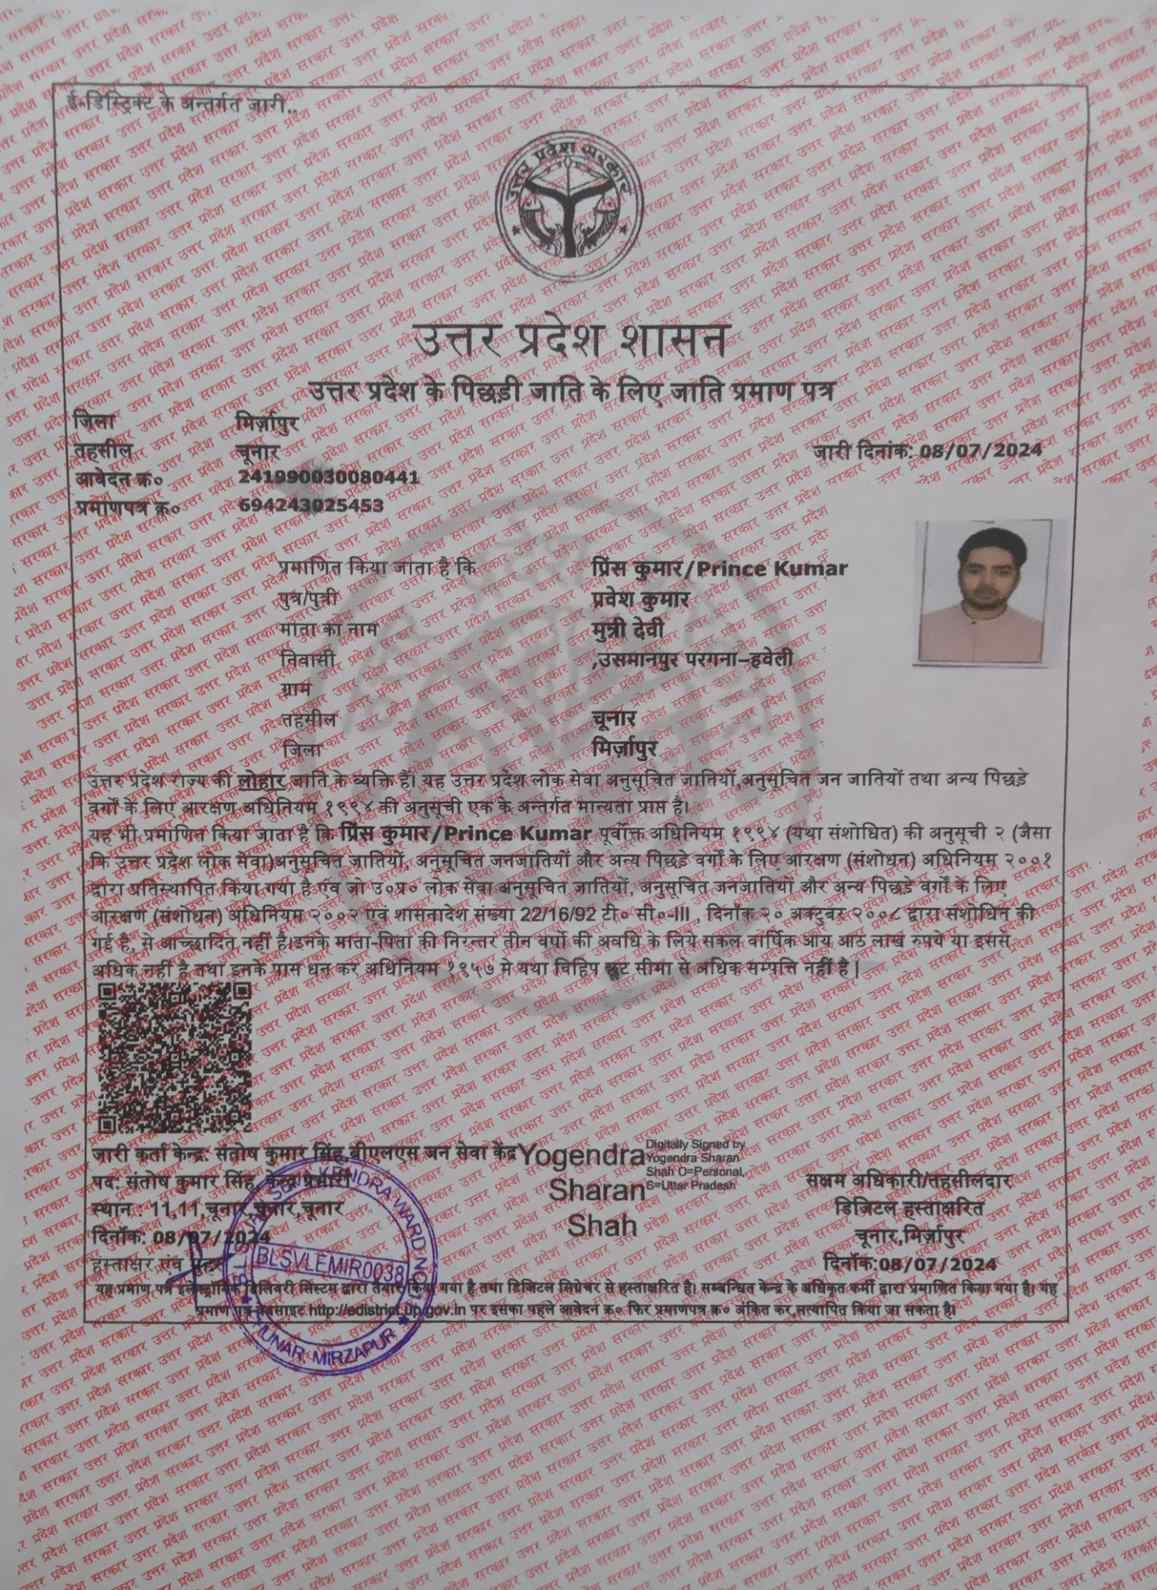 ई-डिस्ट्रिक्ट के अन्तर्गत जारी..
उत्तर प्रदेश सरकार
उत्तर प्रदेश शासन
उत्तर प्रदेश के पिछड़ी जाति के लिए जाति प्रमाण पत्र
जिला मिर्ज़ापुर
तहसील चूनार जारी दिनांक: 08/07/2024
आवेदन क्र० 241990030080441
प्रमाणपत्र क्र० 694243025453
प्रमाणित किया जाता है कि प्रिंस कुमार/Prince Kumar
पुत्र/पुत्री प्रवेश कुमार
माता का नाम मुन्नी देवी
निवासी ,उसमानपुर परगना–हवेली
ग्राम
तहसील चूनार
जिला मिर्ज़ापुर
उत्तर प्रदेश राज्य की लोहार जाति के व्यक्ति हैं। यह उत्तर प्रदेश लोक सेवा अनुसूचित जातियों,अनुसूचित जन जातियों तथा अन्य पिछड़े
वर्गों के लिए आरक्षण अधिनियम १९९४ की अनुसूची एक के अन्तर्गत मान्यता प्राप्त है।
यह भी प्रमाणित किया जाता है कि प्रिंस कुमार/Prince Kumar पूर्वोक्त अधिनियम १९९४ (यथा संशोधित) की अनुसूची २ (जैसा
कि उत्तर प्रदेश लोक सेवा)अनुसूचित जातियों, अनुसूचित जनजातियों और अन्य पिछड़े वर्गों के लिए आरक्षण (संशोधन) अधिनियम २००१
द्वारा प्रतिस्थापित किया गया है एंव जो उ०प्र० लोक सेवा अनुसूचित जातियों, अनुसूचित जनजातियों और अन्य पिछड़े वर्गों के लिए
आरक्षण (संशोधन) अधिनियम २००२ एवं शासनादेश संख्या 22/16/92 टी० सी०-III , दिनाँक २० अक्टूबर २००८ द्वारा संशोधित की
गई है, से आच्छादित नहीं है।इनके माता-पिता की निरन्तर तीन वर्षों की अवधि के लिये सकल वार्षिक आय आठ लाख रुपये या इससे
अधिक नहीं है तथा इनके पास धन कर अधिनियम १९५७ मे यथा विहिप छूट सीमा से अधिक सम्पत्ति नहीं है |
जारी कर्ता केन्द्र: संतोष कुमार सिंह,बीएलएस जन सेवा केंद्र
पद: संतोष कुमार सिंह, केन्द्र प्रभारी
स्थान : 11,11,चूनार,चूनार,चूनार
दिनाँक: 08/07/2024
हस्ताक्षर एवं मुहर
Yogendra
Sharan
Shah
Digitally Signed by
Yogendra Sharan
Shah O=Personal,
S=Uttar Pradesh
सक्षम अधिकारी/तहसीलदार
डिजिटल हस्ताक्षरित
चूनार,मिर्ज़ापुर
दिनाँक:08/07/2024
KENDRA WARD NO
BLSVLEMIR0038
CHUNAR, MIRZAPUR
यह प्रमाण पत्र इलेक्ट्रॉनिक डिलिवरी सिस्टम द्वारा तैयार किया गया है तथा डिजिटल सिग्नेचर से हस्ताक्षरित है। सम्बन्धित केन्द्र के अधिकृत कर्मी द्वारा प्रमाणित किया गया है। यह
प्रमाण पत्र वेबसाइट http://edistrict.up.gov.in पर इसका पहले आवेदन क्र० फिर प्रमाणपत्र क्र० अंकित कर,सत्यापित किया जा सकता है।